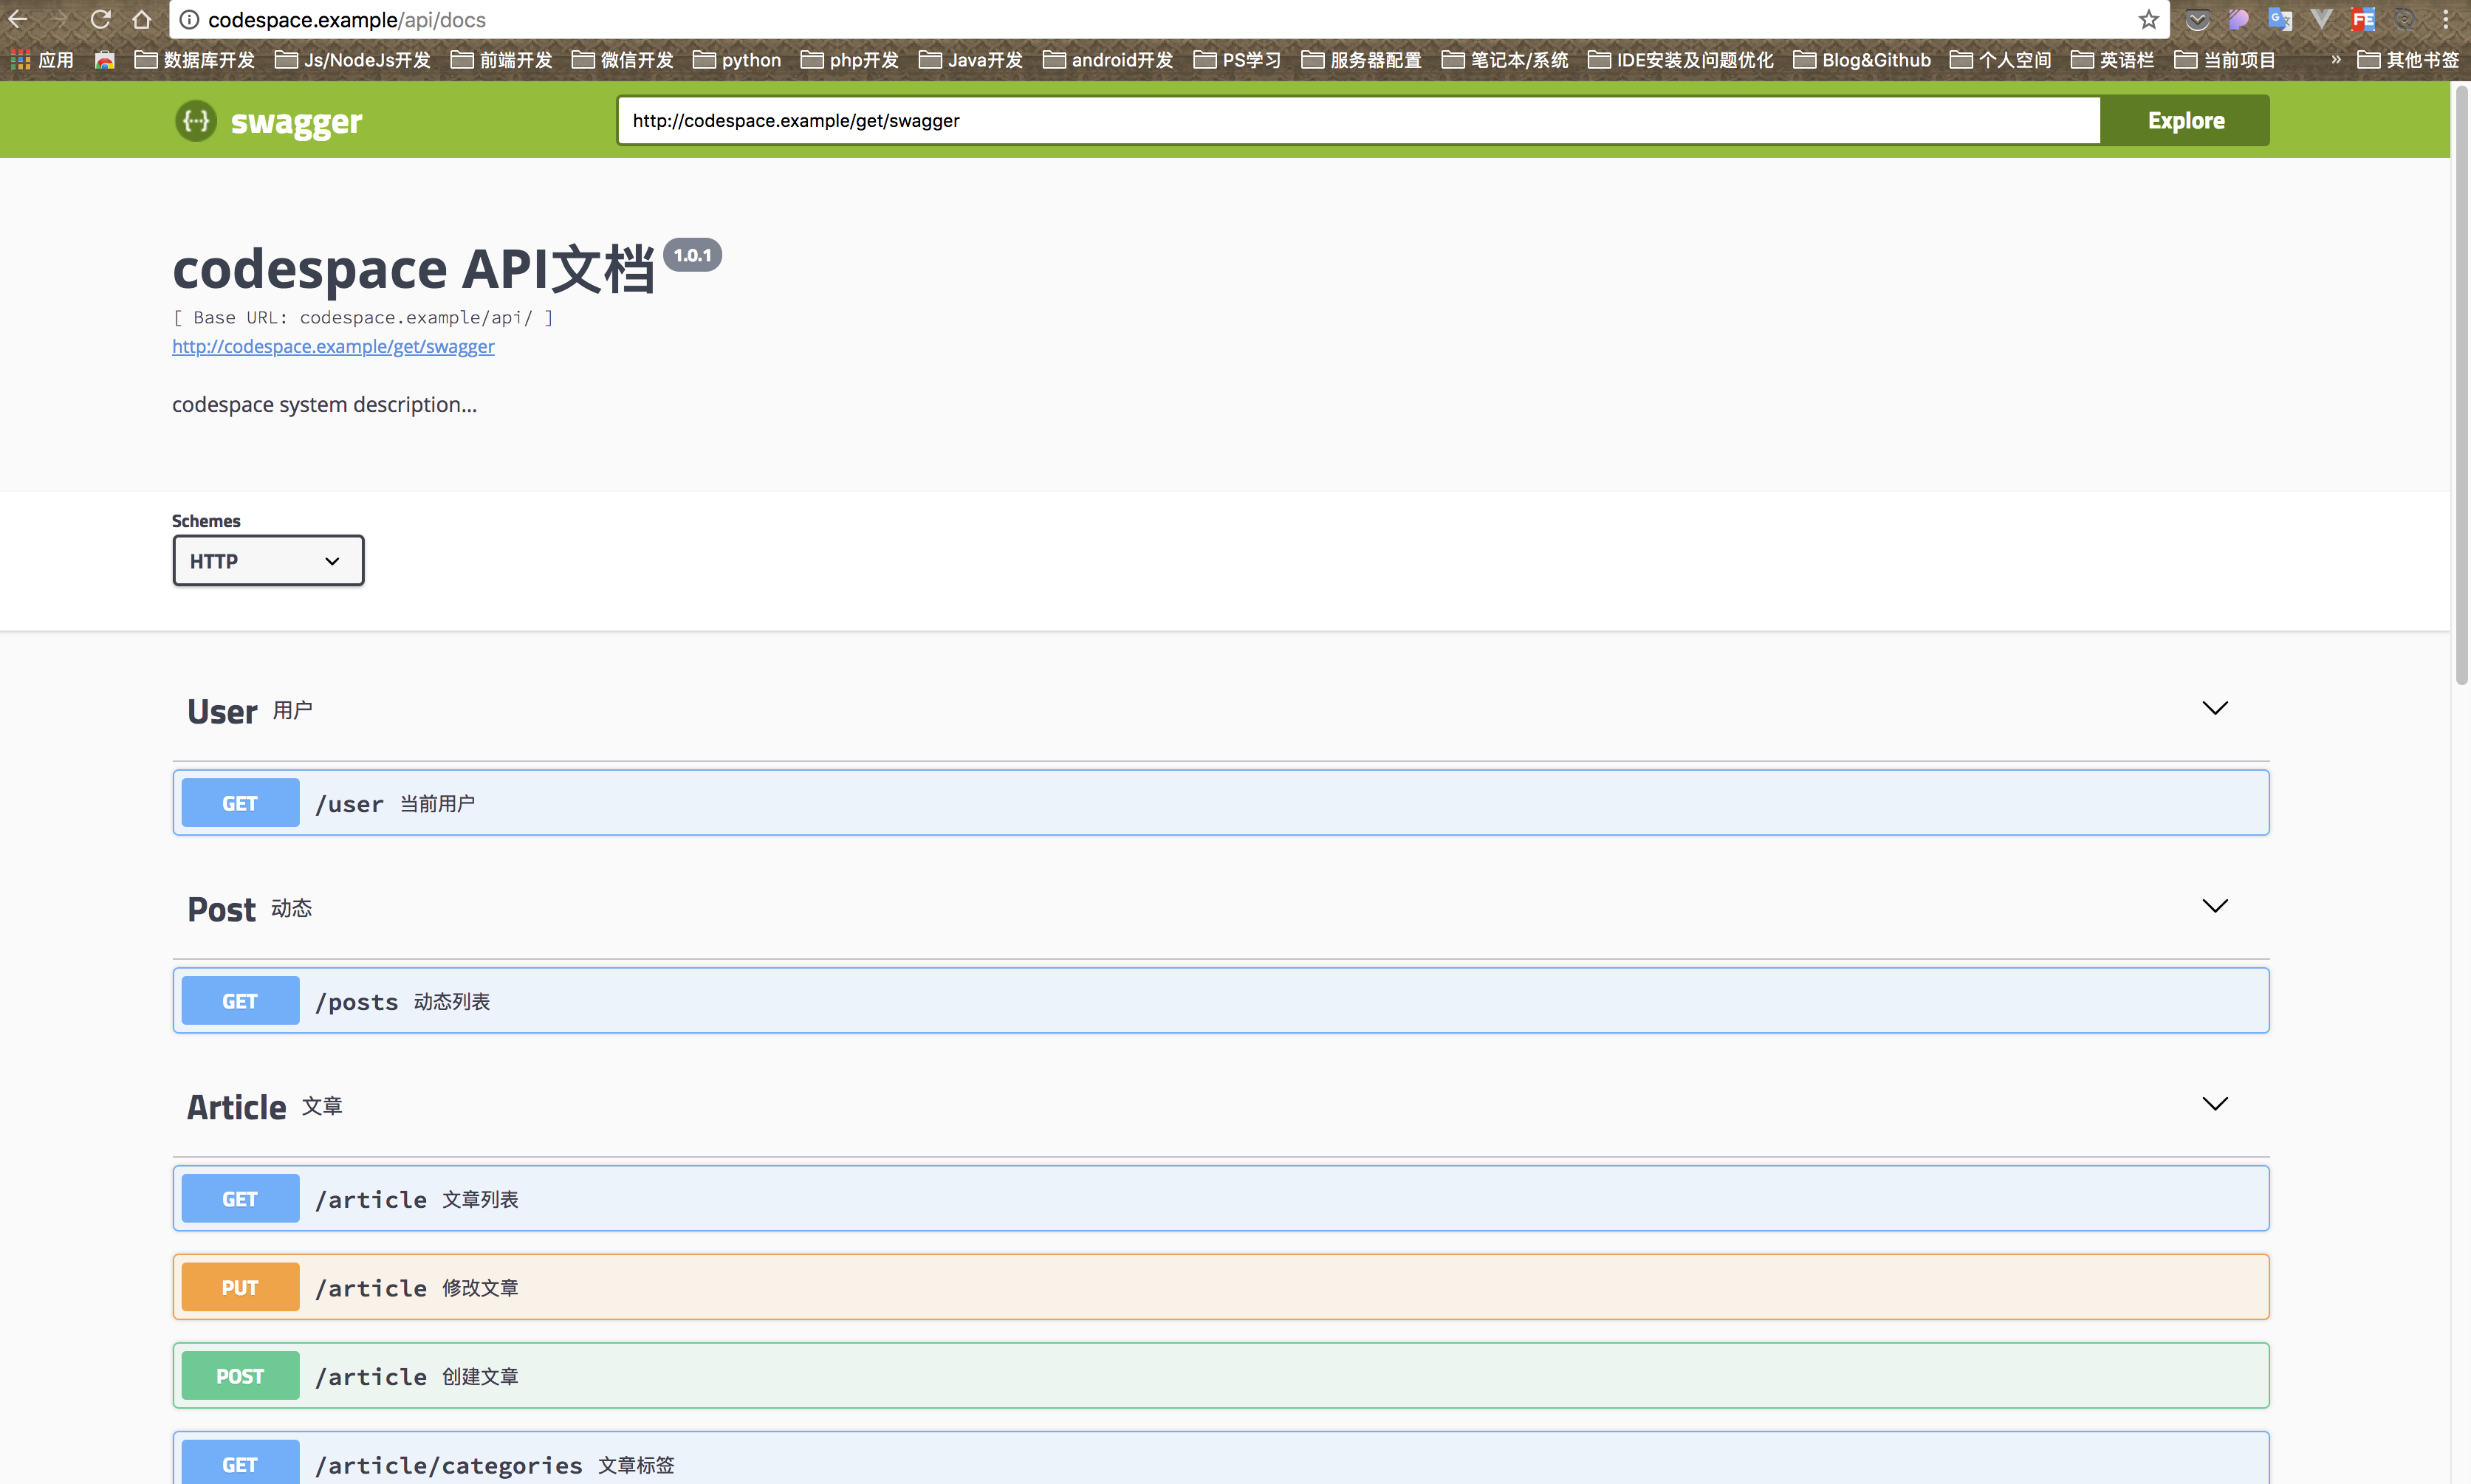 codespace.example/api/docs
应用 数据库开发 Js/NodeJs开发 前端开发 微信开发 python php开发 Java开发 android开发 PS学习 服务器配置 笔记本/系统 IDE安装及问题优化 Blog&Github 个人空间 英语栏 当前项目 » 其他书签
{···} swagger http://codespace.example/get/swagger Explore
codespace API文档 1.0.1
[ Base URL: codespace.example/api/ ]
http://codespace.example/get/swagger
codespace system description...
Schemes
HTTP
User 用户
GET /user 当前用户
Post 动态
GET /posts 动态列表
Article 文章
GET /article 文章列表
PUT /article 修改文章
POST /article 创建文章
GET /article/categories 文章标签